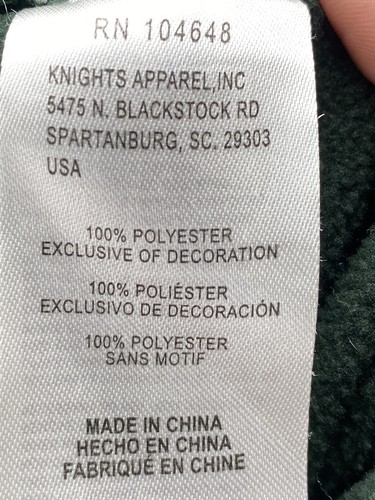 RN 104648
KNIGHTS APPAREL,INC
5475 N. BLACKSTOCK RD
SPARTANBURG, SC. 29303
USA
100% POLYESTER
EXCLUSIVE OF DECORATION
100% POLIÉSTER
EXCLUSIVO DE DECORACIÓN
100% POLYESTER
SANS MOTIF
MADE IN CHINA
HECHO EN CHINA
FABRIQUÉ EN CHINE